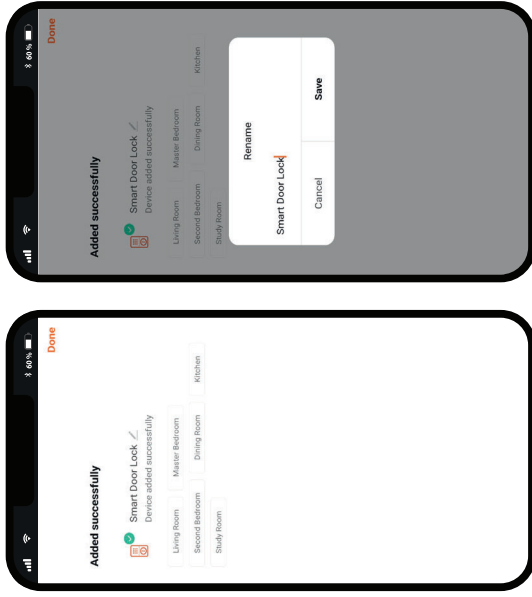 60 %
Done
Added successfully
Smart Door Lock
Device added successfully
Living Room Master Bedroom
Second Bedroom Dining Room Kitchen
Study Room
60 %
Done
Added successfully
Smart Door Lock
Device added successfully
Living Room Master Bedroom
Second Bedroom Dining Room Kitchen
Study Room
Rename
Smart Door Lock
Cancel Save